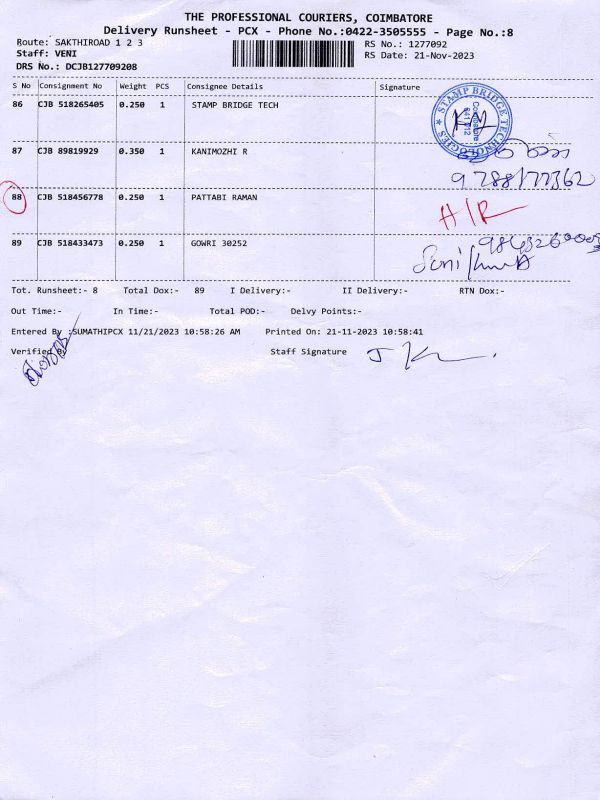 THE PROFESSIONAL COURIERS, COIMBATORE
Delivery Runsheet - PCX - Phone No.:0422-3505555 - Page No.:8
Route: SAKTHIROAD 1 2 3 RS No.: 1277092
Staff: VENI RS Date: 21-Nov-2023
DRS No.: DCJB127709208
S No Consignment No Weight PCS Consignee Details Signature
86 CJB 518265405 0.250 1 STAMP BRIDGE TECH
STAMP BRIDGE TECHNOLOGIES
Coimbatore
87 CJB 89819929 0.350 1 KANIMOZHI R
88 CJB 518456778 0.250 1 PATTABI RAMAN H/R
89 CJB 518433473 0.250 1 GOWRI 30252
Tot. Runsheet:- 8 Total Dox:- 89 I Delivery:- II Delivery:- RTN Dox:-
Out Time:- In Time:- Total POD:- Delvy Points:-
Entered By :SUMATHIPCX 11/21/2023 10:58:26 AM Printed On: 21-11-2023 10:58:41
Verified By Staff Signature